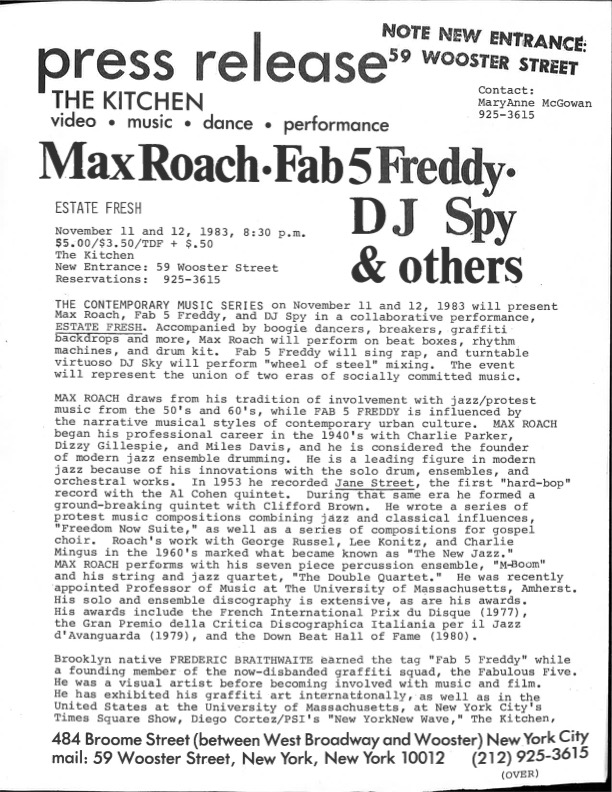 NOTE NEW ENTRANCE:
press release 59 WOOSTER STREET
THE KITCHEN
video • music • dance • performance
Contact:
MaryAnne McGowan
925-3615
Max Roach•Fab 5 Freddy•
DJ Spy
& others
ESTATE FRESH
November 11 and 12, 1983, 8:30 p.m.
$5.00/$3.50/TDF + $.50
The Kitchen
New Entrance: 59 Wooster Street
Reservations: 925-3615
THE CONTEMPORARY MUSIC SERIES on November 11 and 12, 1983 will present
Max Roach, Fab 5 Freddy, and DJ Spy in a collaborative performance,
ESTATE FRESH. Accompanied by boogie dancers, breakers, graffiti
backdrops and more, Max Roach will perform on beat boxes, rhythm
machines, and drum kit. Fab 5 Freddy will sing rap, and turntable
virtuoso DJ Sky will perform "wheel of steel" mixing. The event
will represent the union of two eras of socially committed music.
MAX ROACH draws from his tradition of involvement with jazz/protest
music from the 50's and 60's, while FAB 5 FREDDY is influenced by
the narrative musical styles of contemporary urban culture. MAX ROACH
began his professional career in the 1940's with Charlie Parker,
Dizzy Gillespie, and Miles Davis, and he is considered the founder
of modern jazz ensemble drumming. He is a leading figure in modern
jazz because of his innovations with the solo drum, ensembles, and
orchestral works. In 1953 he recorded Jane Street, the first "hard-bop"
record with the Al Cohen quintet. During that same era he formed a
ground-breaking quintet with Clifford Brown. He wrote a series of
protest music compositions combining jazz and classical influences,
"Freedom Now Suite," as well as a series of compositions for gospel
choir. Roach's work with George Russel, Lee Konitz, and Charlie
Mingus in the 1960's marked what became known as "The New Jazz."
MAX ROACH performs with his seven piece percussion ensemble, "M-Boom"
and his string and jazz quartet, "The Double Quartet." He was recently
appointed Professor of Music at The University of Massachusetts, Amherst.
His solo and ensemble discography is extensive, as are his awards.
His awards include the French International Prix du Disque (1977),
the Gran Premio della Critica Discographica Italiania per il Jazz
d'Avanguarda (1979), and the Down Beat Hall of Fame (1980).
Brooklyn native FREDERIC BRAITHWAITE earned the tag "Fab 5 Freddy" while
a founding member of the now-disbanded graffiti squad, the Fabulous Five.
He was a visual artist before becoming involved with music and film.
He has exhibited his graffiti art internationally, as well as in the
United States at the University of Massachusetts, at New York City's
Times Square Show, Diego Cortez/PSI's "New YorkNew Wave," The Kitchen,
484 Broome Street (between West Broadway and Wooster) New York City
mail: 59 Wooster Street, New York, New York 10012 (212) 925-3615
(OVER)